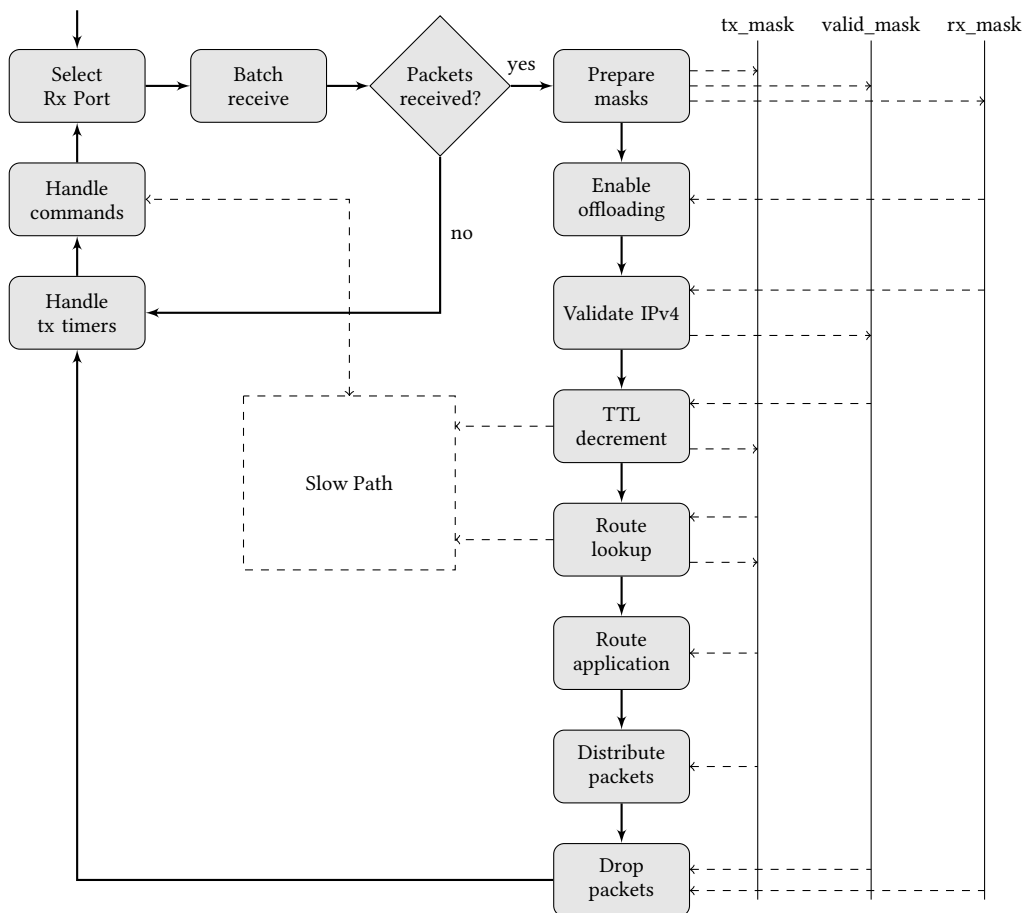 tx_mask
valid_mask
rx_mask
Select
Rx Port
Batch
receive
Packets
received?
yes
Prepare
masks
Handle
commands
Enable
offloading
no
Handle
tx timers
Validate IPv4
TTL
decrement
Slow Path
Route
lookup
Route
application
Distribute
packets
Drop
packets